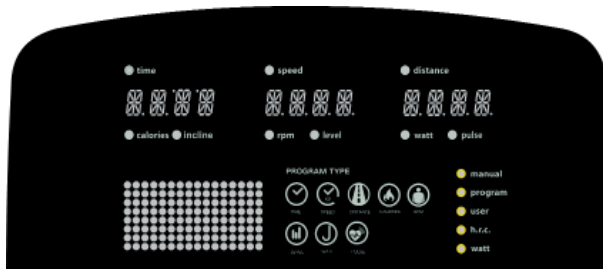 time speed distance
calories incline rpm level watt pulse
PROGRAM TYPE
manual
program
user
h.r.c.
watt